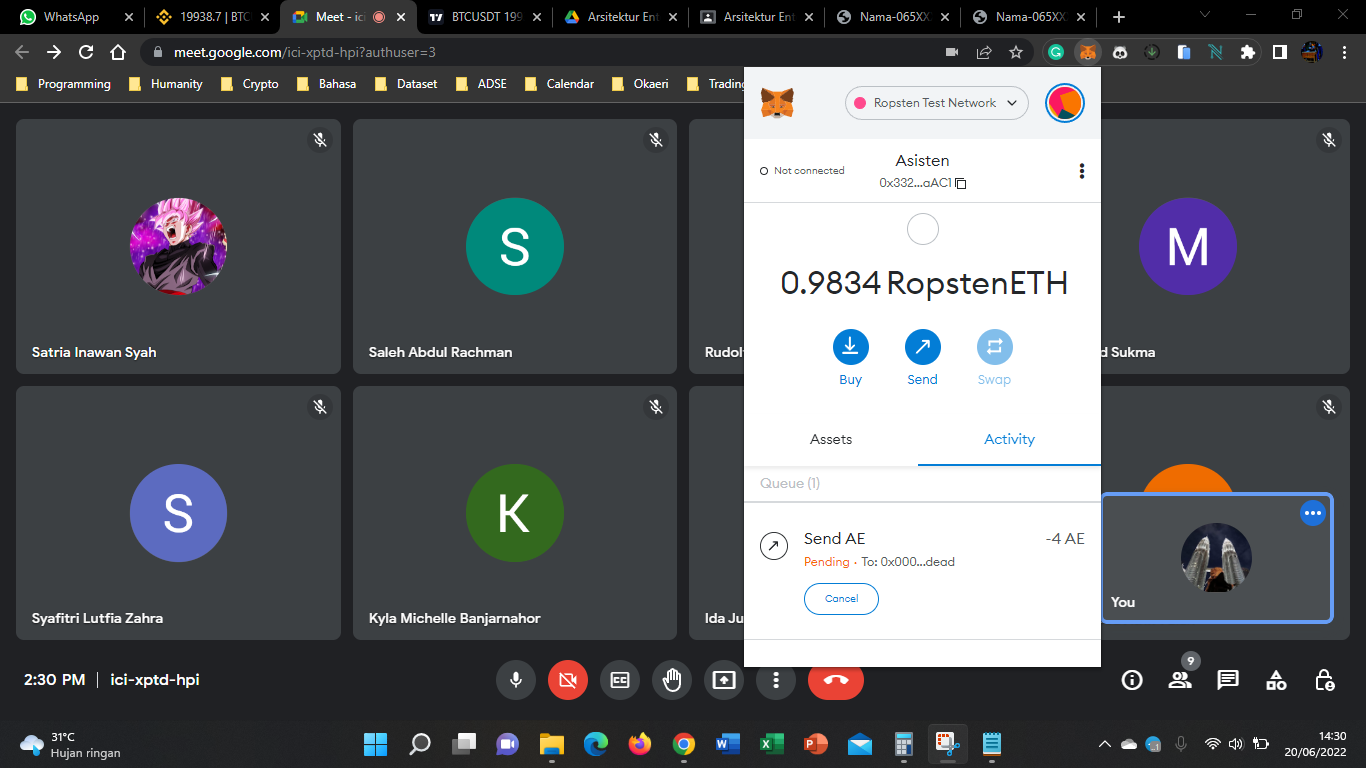 WhatsApp
19938.7 | BTC
Meet - ici
BTCUSDT 199
Arsitektur Ent
Arsitektur Ent
Nama-065XX
Nama-065XX
meet.google.com/ici-xptd-hpi?authuser=3
Programming
Humanity
Crypto
Bahasa
Dataset
ADSE
Calendar
Okaeri
Trading
Ropsten Test Network
Not connected
Asisten
0x332...aAC1
0.9834 RopstenETH
Buy
Send
Swap
Assets
Activity
Queue (1)
Send AE
-4 AE
Pending · To: 0x000...dead
Cancel
S
M
Satria Inawan Syah
Saleh Abdul Rachman
Rudol
d Sukma
S
K
Syafitri Lutfia Zahra
Kyla Michelle Banjarnahor
Ida Ju
You
2:30 PM | ici-xptd-hpi
9
31°C
Hujan ringan
14:30
20/06/2022